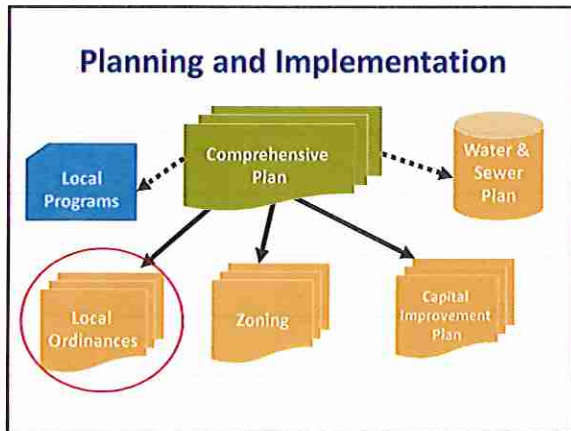 Planning and Implementation
Comprehensive
Plan
Local
Programs
Water &
Sewer
Plan
Local
Ordinances
Zoning
Capital
Improvement
Plan